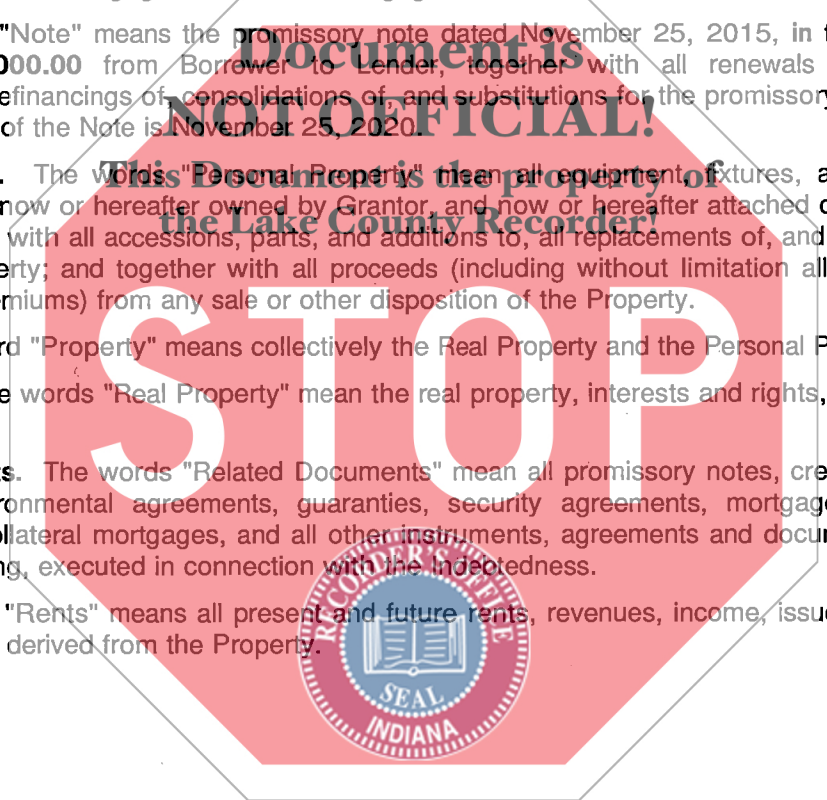 "Note" means the promissory note dated November 25, 2015, in
000.00 from Borrower to Lender, together with all renewals
efinancings of, consolidations of, and substitutions for the promissory
of the Note is November 25, 2020.
Document is
NOT OFFICIAL!
This Document is the property of
the Lake County Recorder!
The words "Personal Property" mean all equipment, fixtures, a
now or hereafter owned by Grantor, and now or hereafter attached
with all accessions, parts, and additions to, all replacements of, and
erty; and together with all proceeds (including without limitation all
miums) from any sale or other disposition of the Property.
rd "Property" means collectively the Real Property and the Personal P
e words "Real Property" mean the real property, interests and rights,
STOP
s. The words "Related Documents" mean all promissory notes, cre
ronmental agreements, guaranties, security agreements, mortgag
llateral mortgages, and all other instruments, agreements and docu
ng, executed in connection with the Indebtedness.
"Rents" means all present and future rents, revenues, income, issu
derived from the Property.
RECORDER'S OFFICE
SEAL
INDIANA